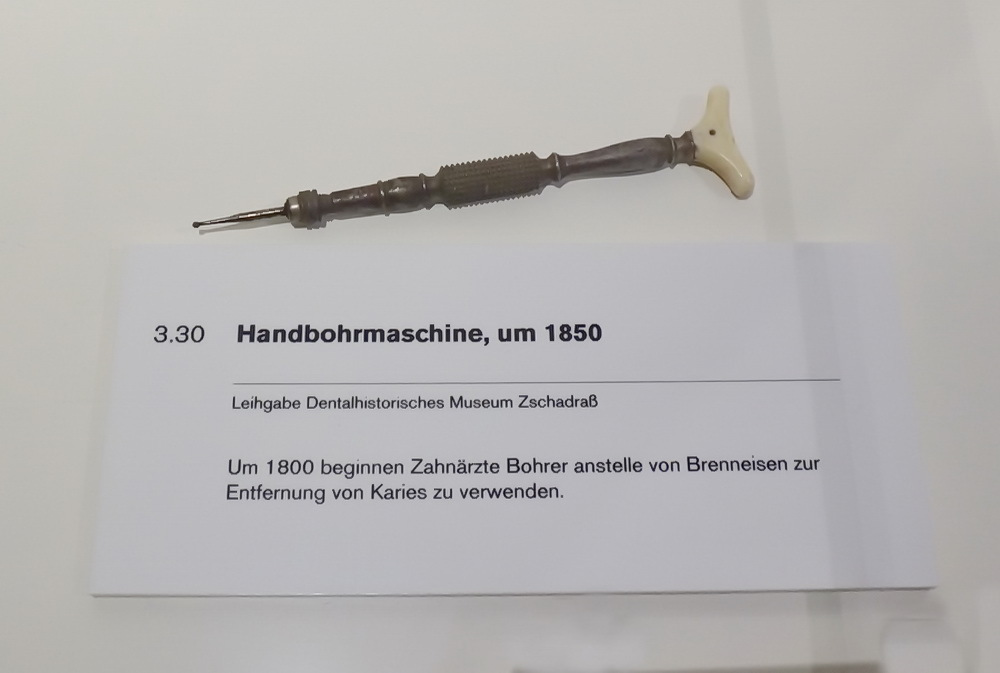 3.30 Handbohrmaschine, um 1850
Leihgabe Dentalhistorisches Museum Zschadraß
Um 1800 beginnen Zahnärzte Bohrer anstelle von Brenneisen zur
Entfernung von Karies zu verwenden.